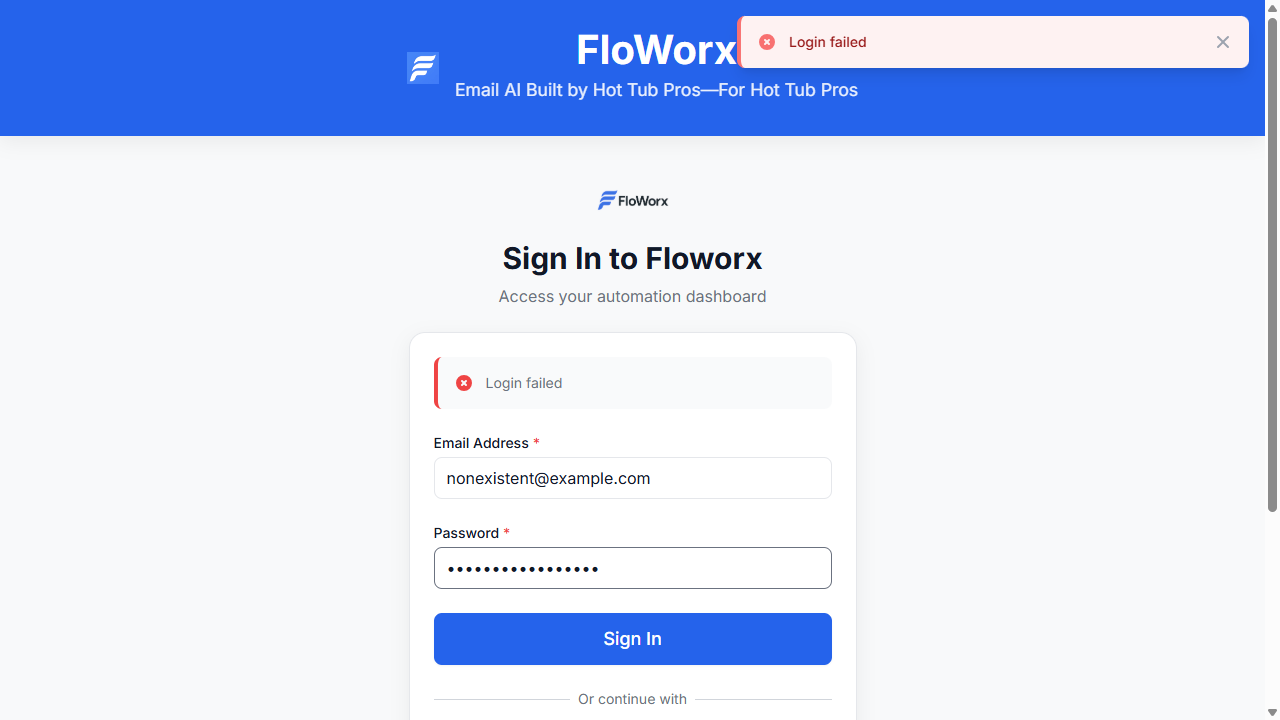 FloWorx
Email AI Built by Hot Tub Pros—For Hot Tub Pros
Login failed
FloWorx
Sign In to Floworx
Access your automation dashboard
Login failed
Email Address *
nonexistent@example.com
Password *
•••••••••••••••••
Sign In
Or continue with